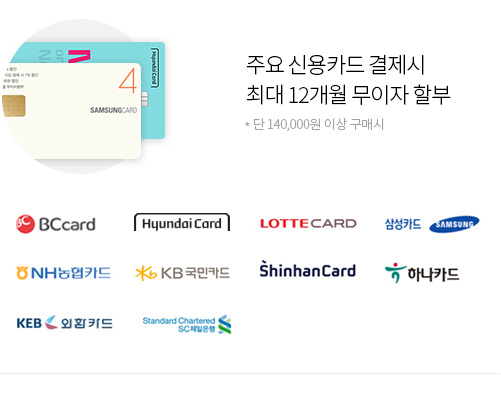 주요 신용카드 결제시
최대 12개월 무이자 할부
* 단 140,000원 이상 구매시
HyundaiCard
4
SAMSUNGCARD
BCcard
Hyundai Card
LOTTE CARD
삼성카드 SAMSUNG
NH농협카드
KB국민카드
ShinhanCard
하나카드
KEB 외환카드
Standard Chartered
SC제일은행